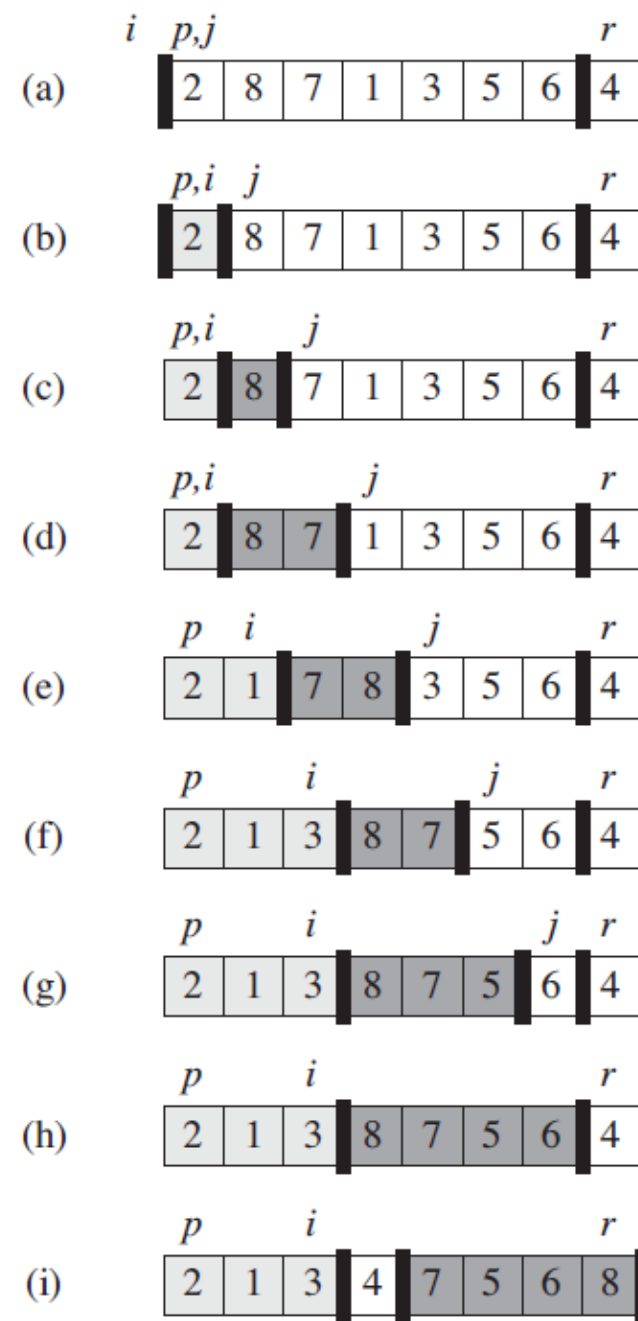 i p,j r
(a) 2 8 7 1 3 5 6 4
p,i j r
(b) 2 8 7 1 3 5 6 4
p,i j r
(c) 2 8 7 1 3 5 6 4
p,i j r
(d) 2 8 7 1 3 5 6 4
p i j r
(e) 2 1 7 8 3 5 6 4
p i j r
(f) 2 1 3 8 7 5 6 4
p i j r
(g) 2 1 3 8 7 5 6 4
p i r
(h) 2 1 3 8 7 5 6 4
p i r
(i) 2 1 3 4 7 5 6 8